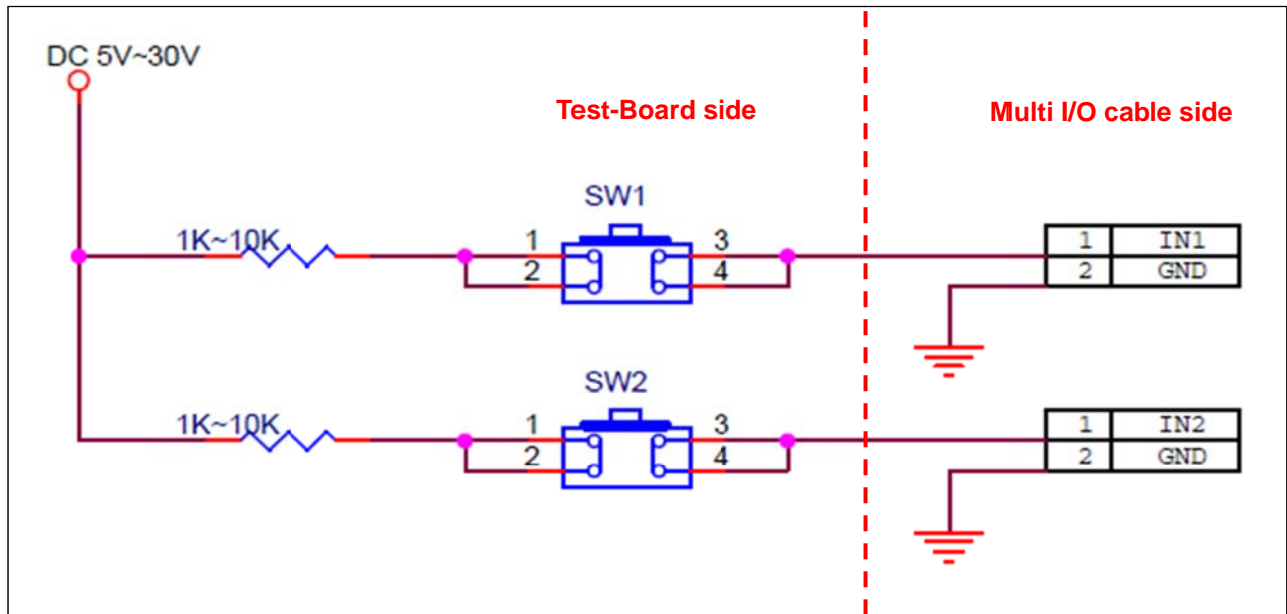 DC 5V~30V
Test-Board side
Multi I/O cable side
SW1
1K~10K
1
3
2
4
1 IN1
2 GND
SW2
1K~10K
1
3
2
4
1 IN2
2 GND